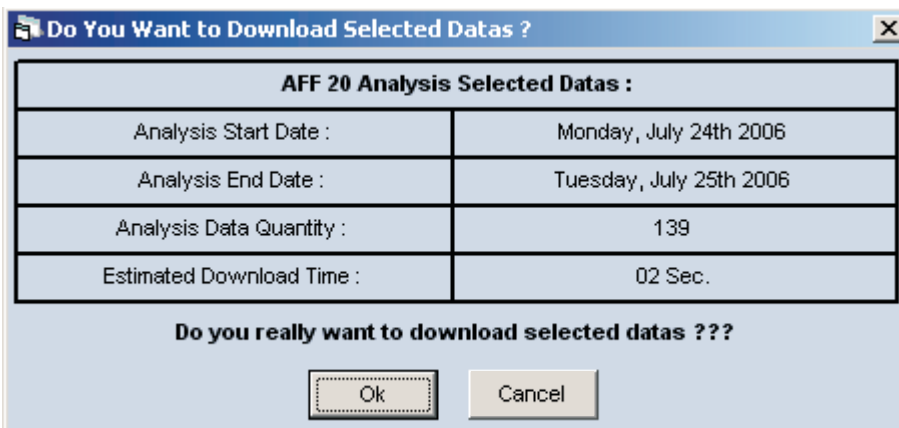 Do You Want to Download Selected Datas ?
AFF 20 Analysis Selected Datas :
Analysis Start Date : Monday, July 24th 2006
Analysis End Date : Tuesday, July 25th 2006
Analysis Data Quantity : 139
Estimated Download Time : 02 Sec.
Do you really want to download selected datas ???
Ok Cancel